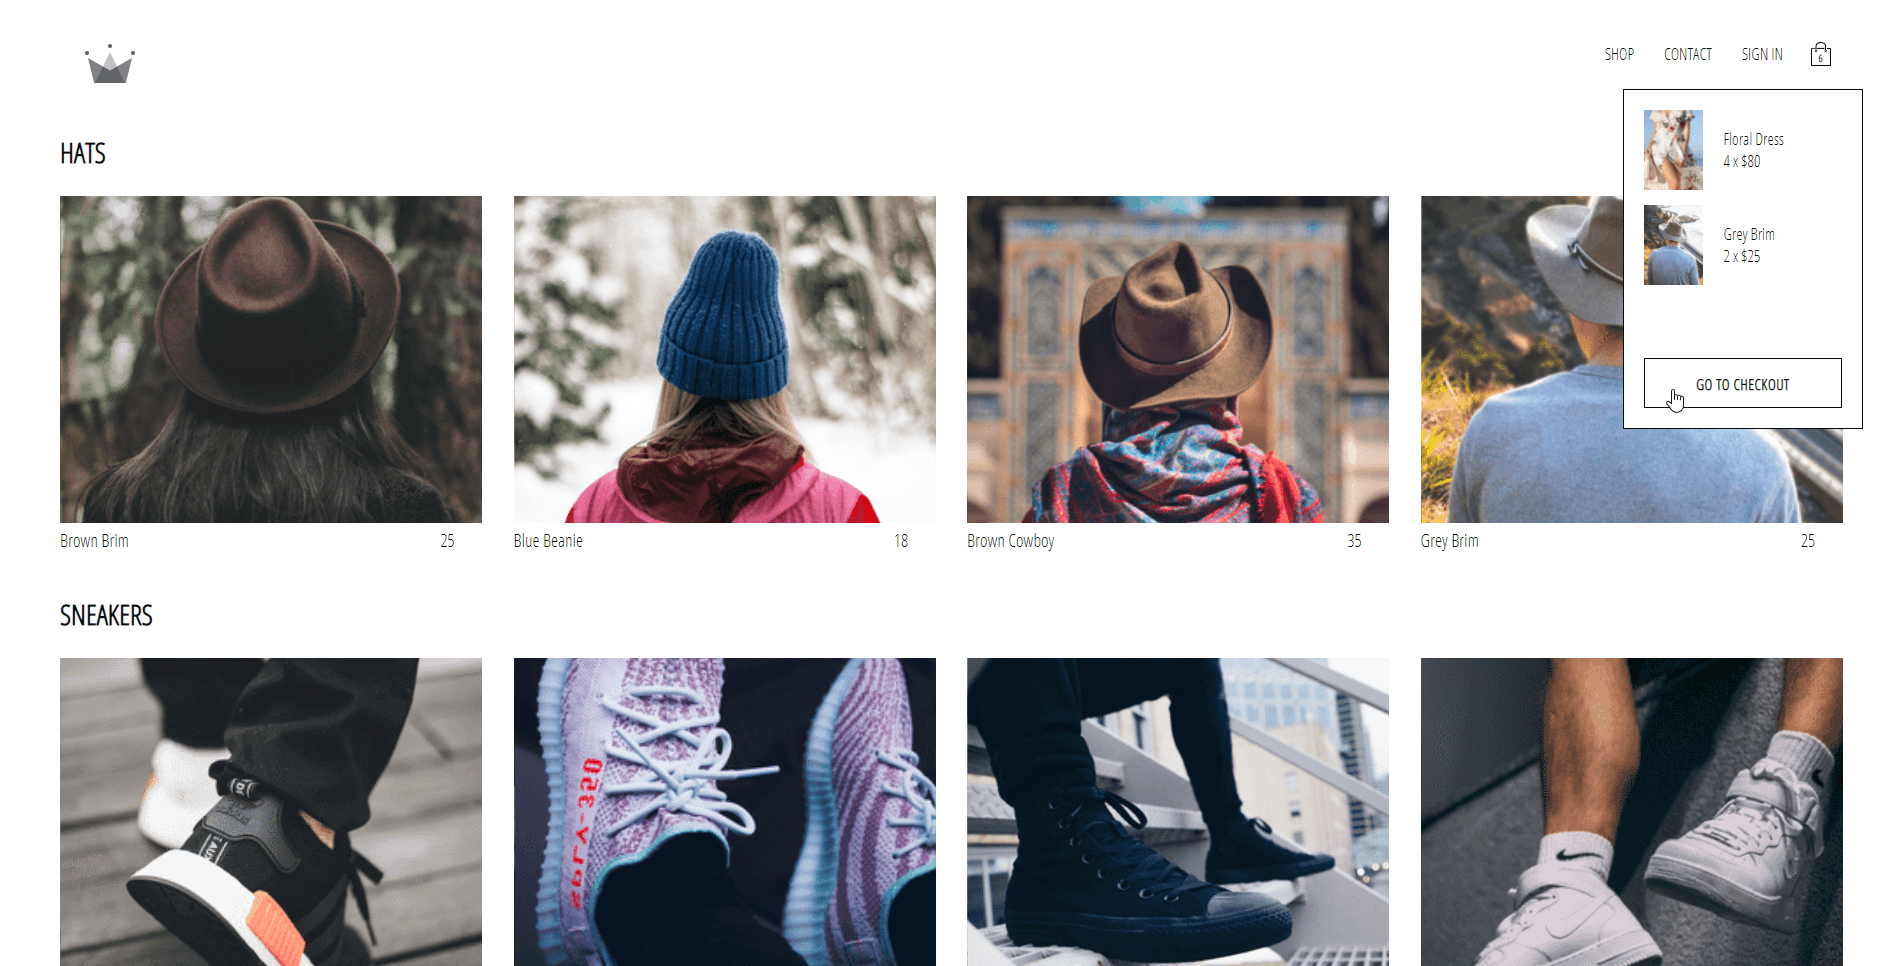 SHOP CONTACT SIGN IN 6
Floral Dress
4 x $80
Grey Brim
2 x $25
GO TO CHECKOUT
HATS
Brown Brim 25
Blue Beanie 18
Brown Cowboy 35
Grey Brim 25
SNEAKERS